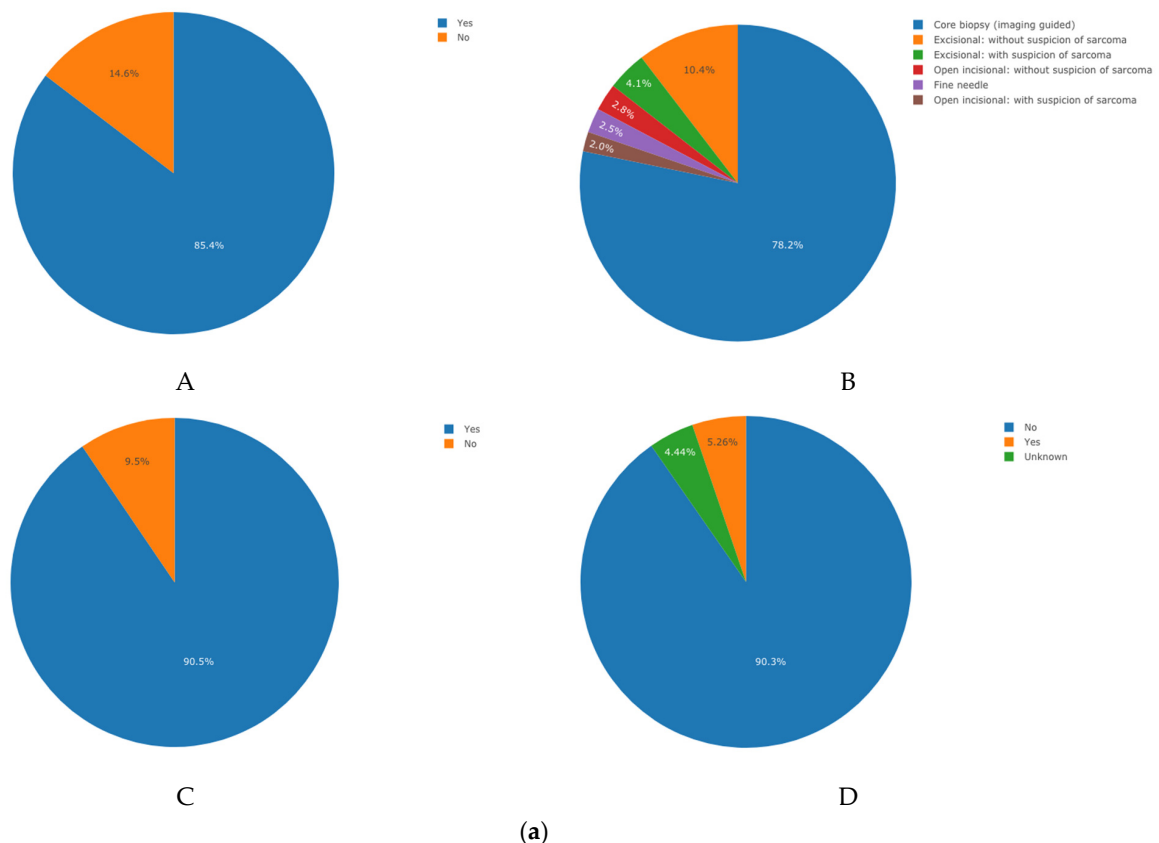 Yes
No
14.6%
85.4%
A
Core biopsy (imaging guided)
Excisional: without suspicion of sarcoma
Excisional: with suspicion of sarcoma
Open incisional: without suspicion of sarcoma
Fine needle
Open incisional: with suspicion of sarcoma
10.4%
4.1%
2.8%
2.5%
2.0%
78.2%
B
Yes
No
9.5%
90.5%
C
No
Yes
Unknown
5.26%
4.44%
90.3%
D
(a)